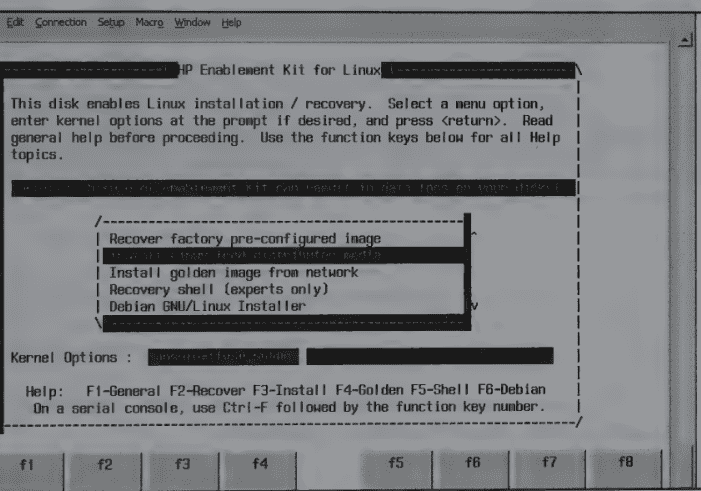 Edit Connection Setup Macro Window Help
HP Enablement Kit for Linux
This disk enables Linux installation / recovery. Select a menu option,
enter kernel options at the prompt if desired, and press <return>. Read
general help before proceeding. Use the function keys below for all Help
topics.
Recover factory pre-configured image
Install golden image from network
Recovery shell (experts only)
Debian GNU/Linux Installer
Kernel Options :
Help: F1-General F2-Recover F3-Install F4-Golden F5-Shell F6-Debian
On a serial console, use Ctrl-F followed by the function key number.
f1 f2 f3 f4 f5 f6 f7 f8